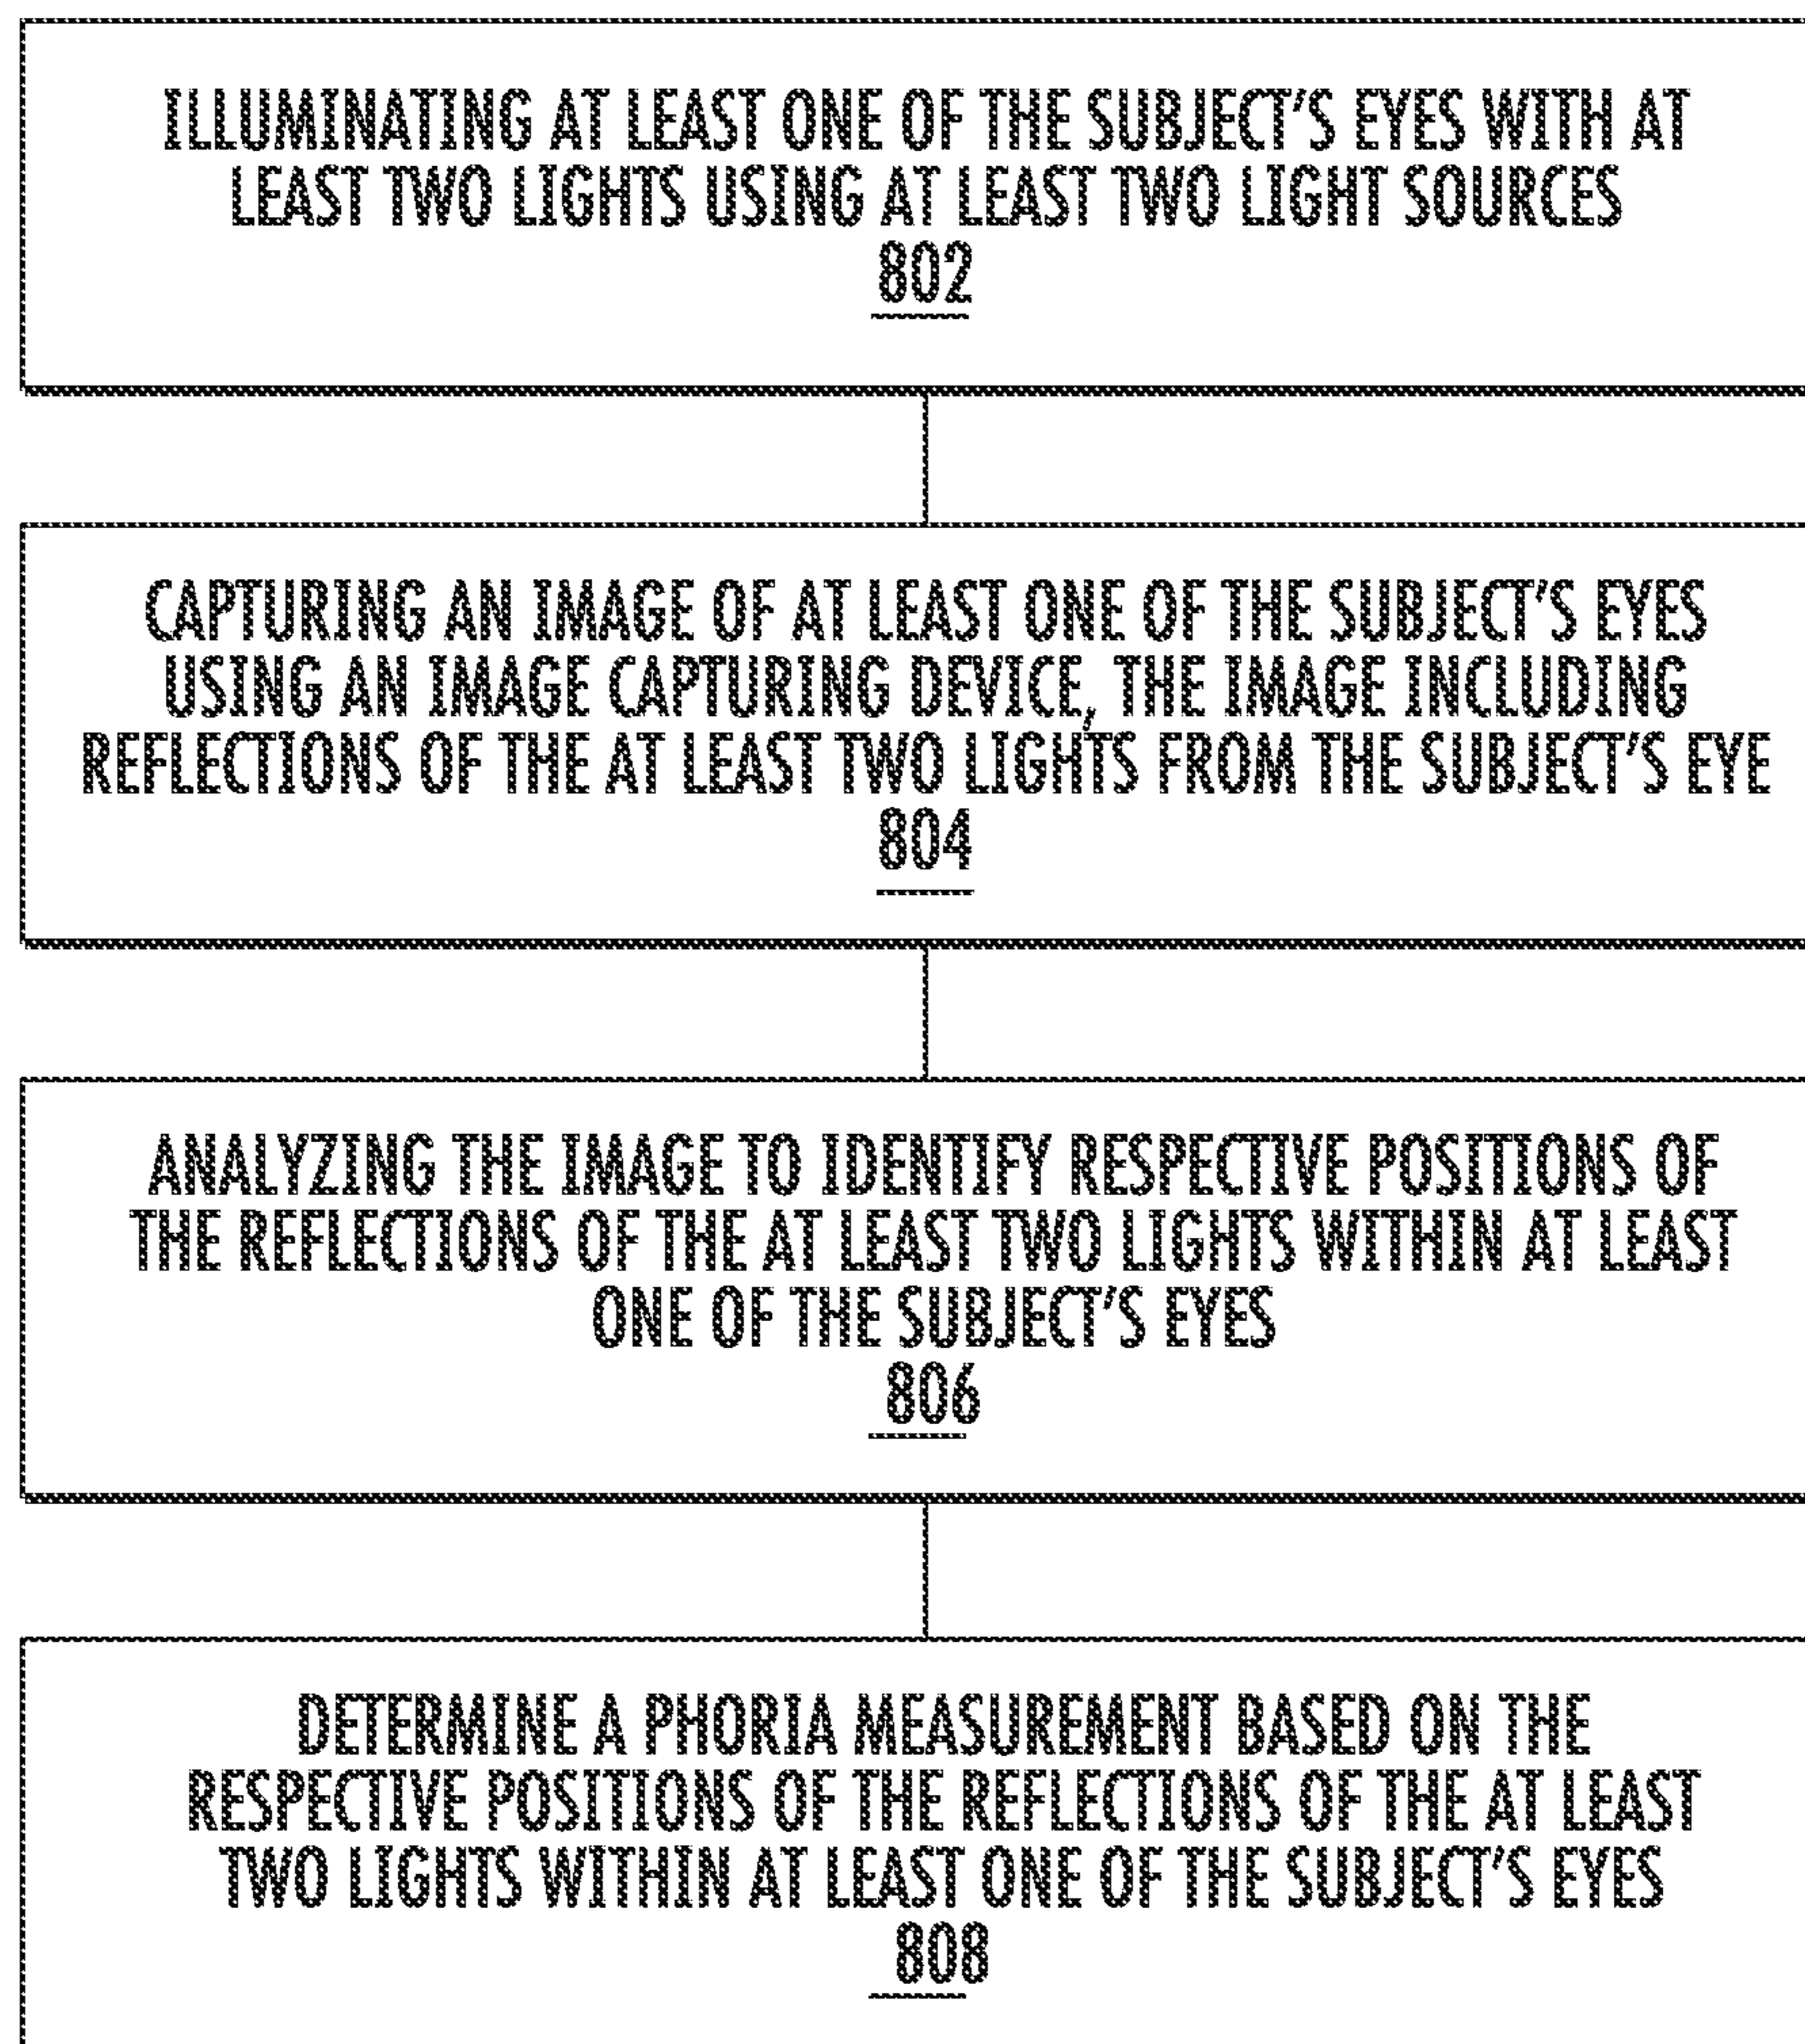 ILLUMINATING AT LEAST ONE OF THE SUBJECT'S EYES WITH AT
LEAST TWO LIGHTS USING AT LEAST TWO LIGHT SOURCES
802
CAPTURING AN IMAGE OF AT LEAST ONE OF THE SUBJECT'S EYES
USING AN IMAGE CAPTURING DEVICE, THE IMAGE INCLUDING
REFLECTIONS OF THE AT LEAST TWO LIGHTS FROM THE SUBJECT'S EYE
804
ANALYZING THE IMAGE TO IDENTIFY RESPECTIVE POSITIONS OF
THE REFLECTIONS OF THE AT LEAST TWO LIGHTS WITHIN AT LEAST
ONE OF THE SUBJECT'S EYES
806
DETERMINE A PHORIA MEASUREMENT BASED ON THE
RESPECTIVE POSITIONS OF THE REFLECTIONS OF THE AT LEAST
TWO LIGHTS WITHIN AT LEAST ONE OF THE SUBJECT'S EYES
808